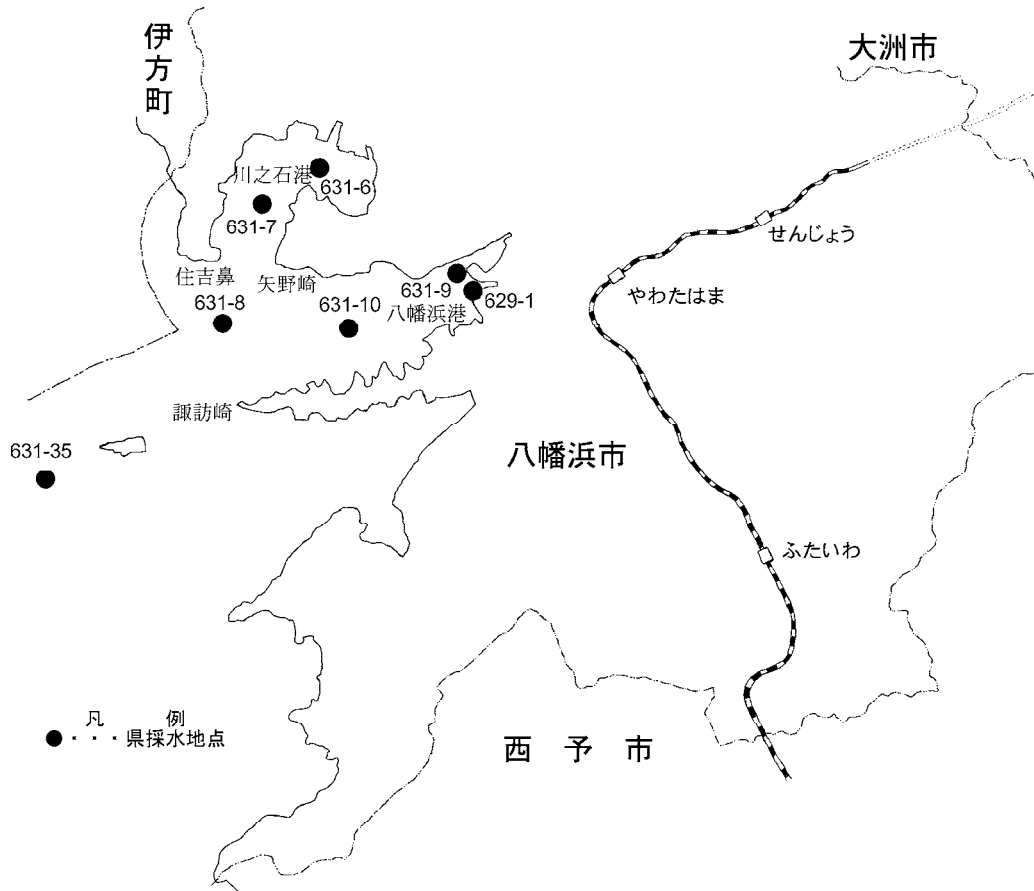 伊方町
大洲市
川之石港
631-6
631-7
せんじょう
住吉鼻
矢野崎
やわたはま
631-8
631-10
631-9
629-1
八幡浜港
諏訪崎
631-35
八幡浜市
ふたいわ
凡 例
●・・・県採水地点
西 予 市